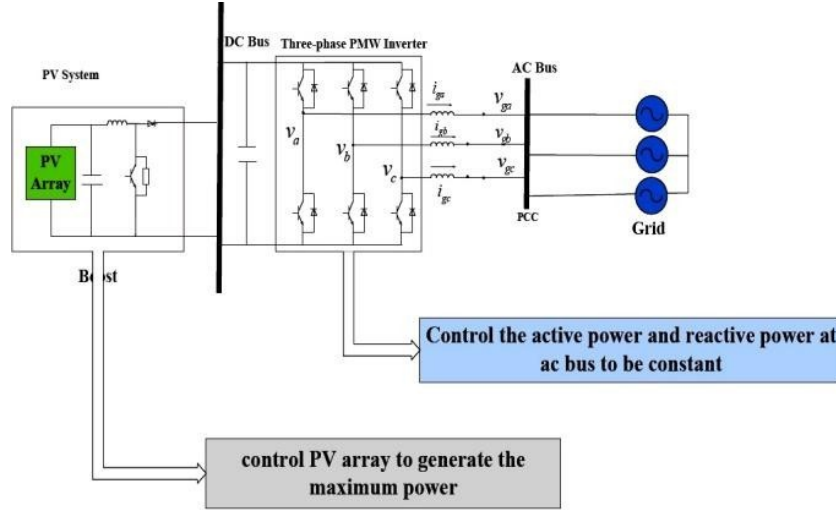 PV System
DC Bus
Three-phase PMW Inverter
AC Bus
PV
Array
v_a
v_b
v_c
i_ga
i_gb
i_gc
v_ga
v_gb
v_gc
PCC
Grid
Boost
Control the active power and reactive power at
ac bus to be constant
control PV array to generate the
maximum power